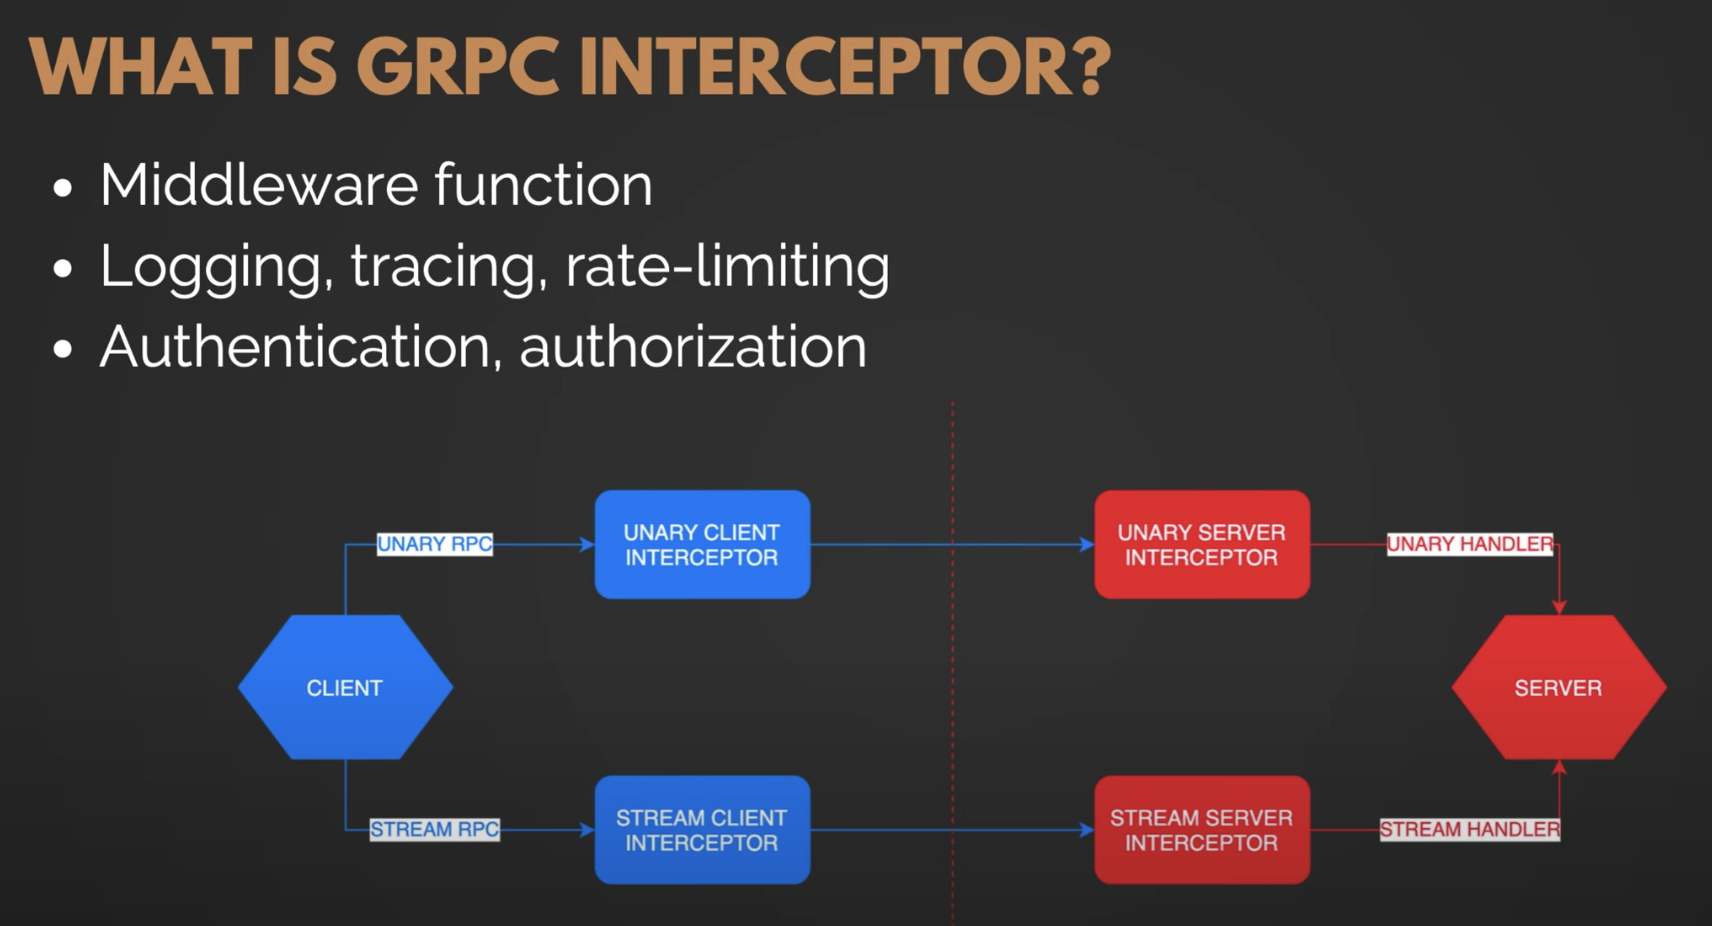 WHAT IS GRPC INTERCEPTOR?
• Middleware function
• Logging, tracing, rate-limiting
• Authentication, authorization
UNARY RPC
UNARY CLIENT
INTERCEPTOR
UNARY SERVER
INTERCEPTOR
UNARY HANDLER
CLIENT
SERVER
STREAM RPC
STREAM CLIENT
INTERCEPTOR
STREAM SERVER
INTERCEPTOR
STREAM HANDLER